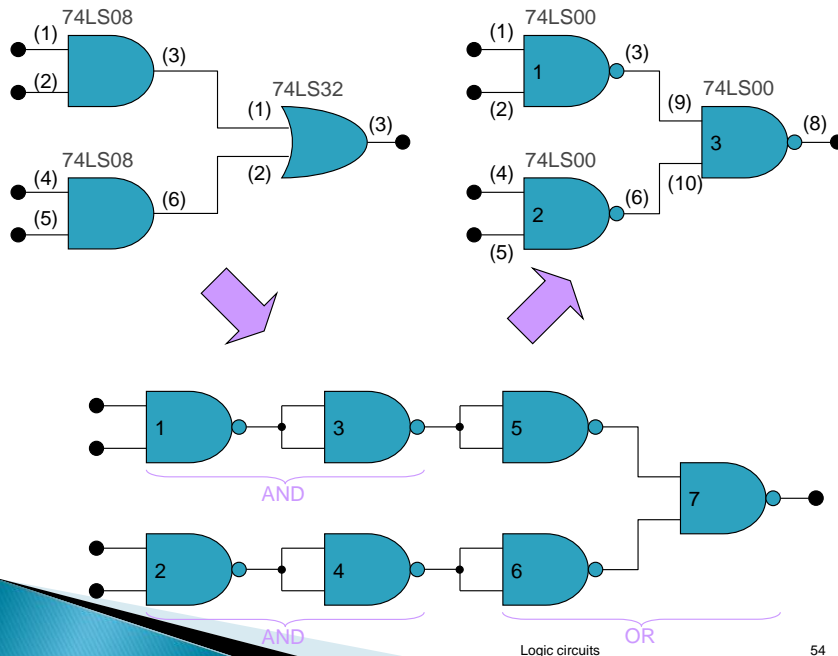 74LS08
(1)
(2)
(3)
74LS32
(1)
(2)
(3)
74LS08
(4)
(5)
(6)
74LS00
(1)
(2)
1
(3)
74LS00
(9)
(10)
3
(8)
74LS00
(4)
(5)
2
(6)
1
3
5
AND
7
2
4
6
AND
OR
Logic circuits
54